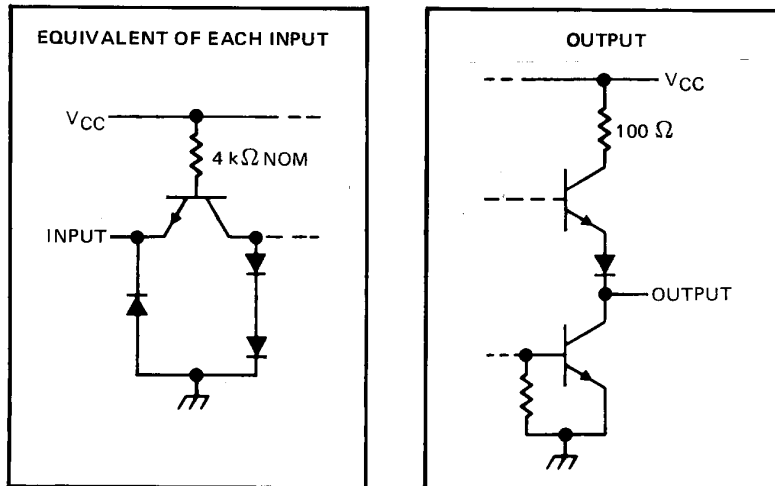 EQUIVALENT OF EACH INPUT
VCC
4 kΩ NOM
INPUT
OUTPUT
VCC
100 Ω
OUTPUT